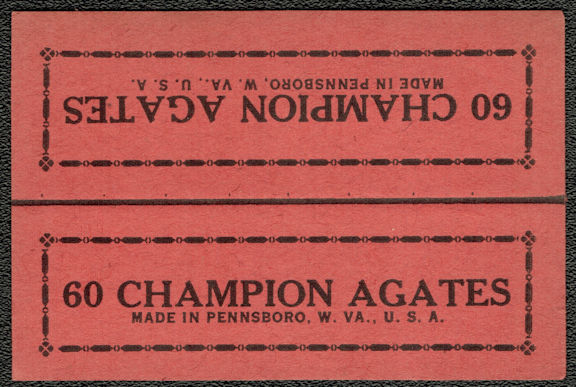 60 CHAMPION AGATES
MADE IN PENNSBORO, W. VA., U. S. A.
60 CHAMPION AGATES
MADE IN PENNSBORO, W. VA., U. S. A.